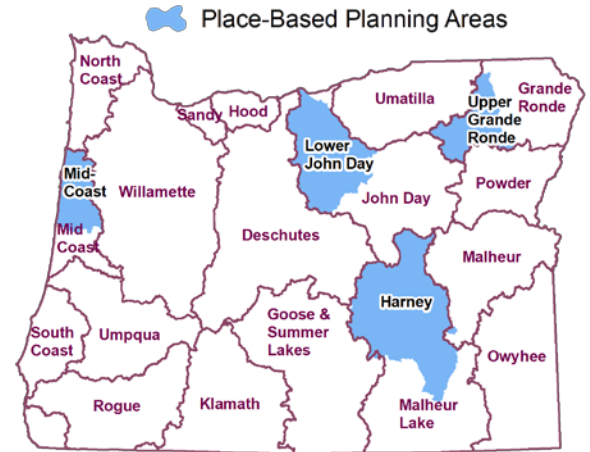 Place-Based Planning Areas
North
Coast
Sandy
Hood
Umatilla
Grande
Ronde
Upper
Grande
Ronde
Lower
John Day
Mid-
Coast
Willamette
John Day
Powder
Mid
Coast
Deschutes
Malheur
Harney
Goose &
Summer
Lakes
South
Coast
Umpqua
Owyhee
Rogue
Klamath
Malheur
Lake